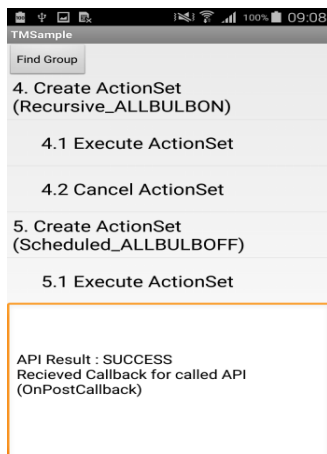 100% 09:08
TMSample
Find Group
4. Create ActionSet
(Recursive_ALLBULBON)
4.1 Execute ActionSet
4.2 Cancel ActionSet
5. Create ActionSet
(Scheduled_ALLBULBOFF)
5.1 Execute ActionSet
API Result : SUCCESS
Recieved Callback for called API
(OnPostCallback)